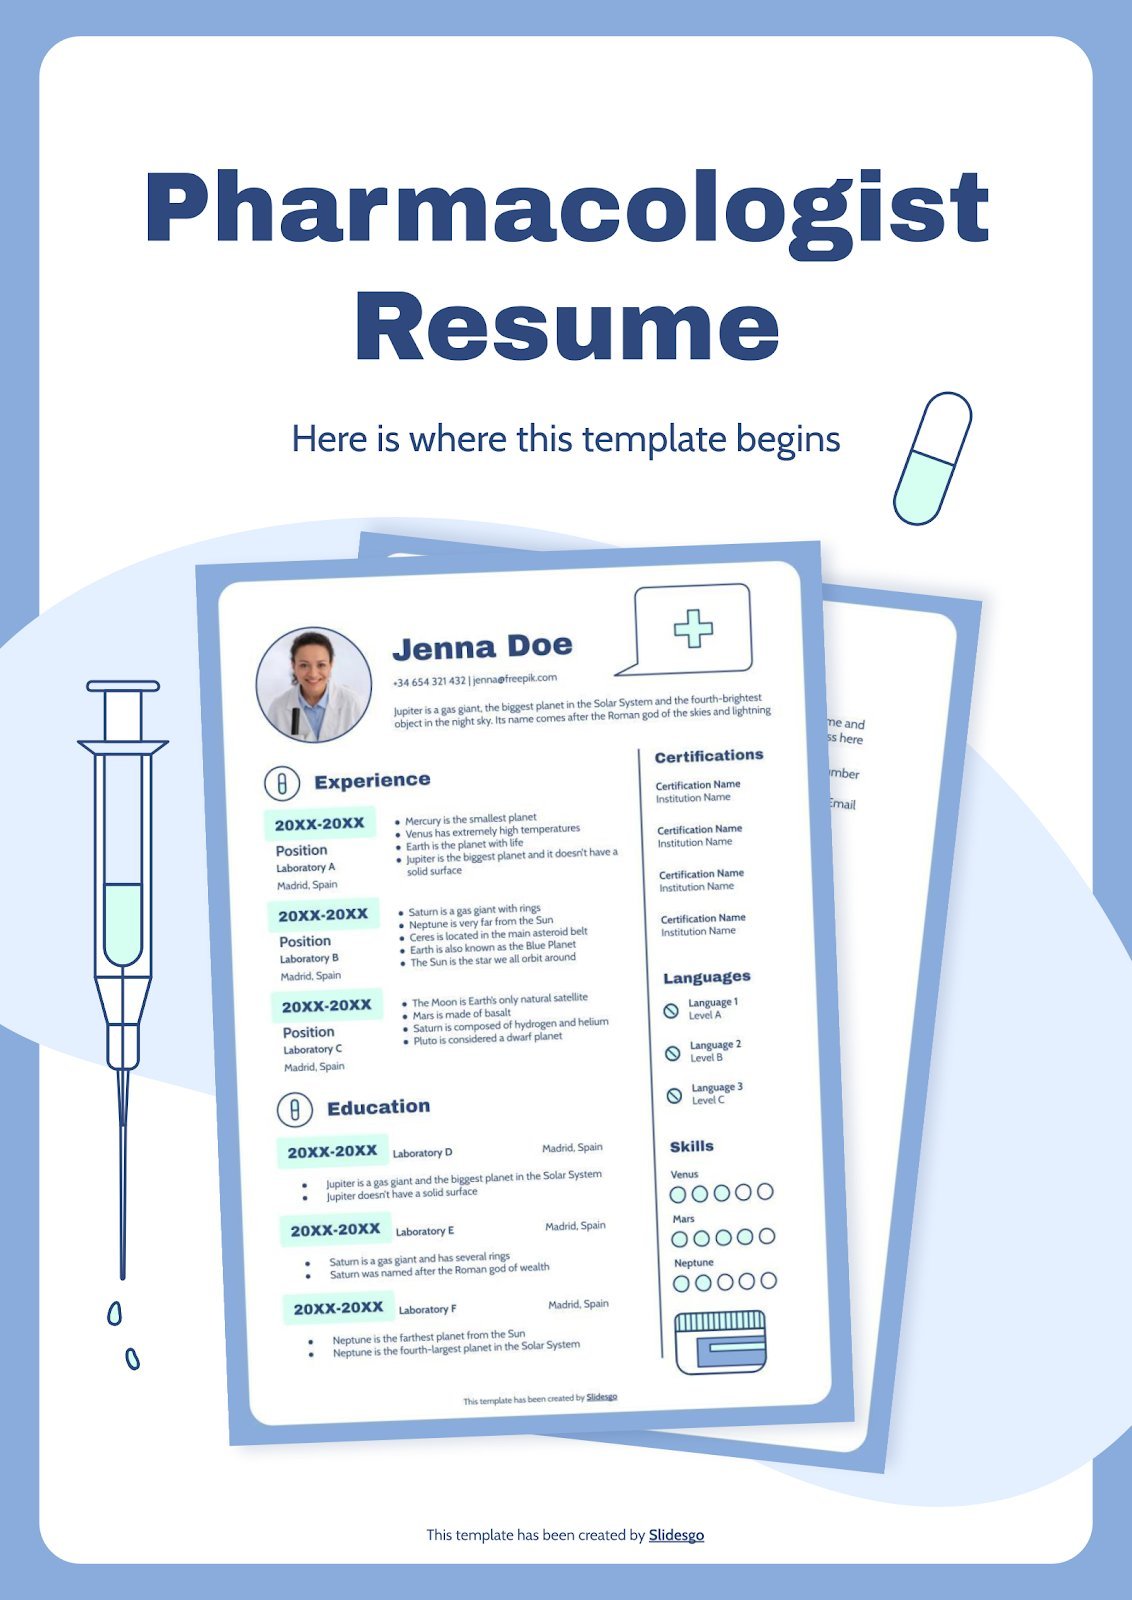 Pharmacologist
Resume
Here is where this template begins
Jenna Doe
+34 654 321 432 | jenna@freepik.com
Jupiter is a gas giant, the biggest planet in the Solar System and the fourth-brightest
object in the night sky. Its name comes after the Roman god of the skies and lightning
Experience
20XX-20XX
Position
Laboratory A
Madrid, Spain
● Mercury is the smallest planet
● Venus has extremely high temperatures
● Earth is the planet with life
● Jupiter is the biggest planet and it doesn't have a
solid surface
20XX-20XX
Position
Laboratory B
Madrid, Spain
● Saturn is a gas giant with rings
● Neptune is very far from the Sun
● Ceres is located in the main asteroid belt
● Earth is also known as the Blue Planet
● The Sun is the star we all orbit around
20XX-20XX
Position
Laboratory C
Madrid, Spain
● The Moon is Earth's only natural satellite
● Mars is made of basalt
● Saturn is composed of hydrogen and helium
● Pluto is considered a dwarf planet
Education
20XX-20XX Laboratory D Madrid, Spain
● Jupiter is a gas giant and the biggest planet in the Solar System
● Jupiter doesn't have a solid surface
20XX-20XX Laboratory E Madrid, Spain
● Saturn is a gas giant and has several rings
● Saturn was named after the Roman god of wealth
20XX-20XX Laboratory F Madrid, Spain
● Neptune is the farthest planet from the Sun
● Neptune is the fourth-largest planet in the Solar System
Certifications
Certification Name
Institution Name
Certification Name
Institution Name
Certification Name
Institution Name
Certification Name
Institution Name
Languages
Language 1
Level A
Language 2
Level B
Language 3
Level C
Skills
Venus
Mars
Neptune
This template has been created by Slidesgo
and
here
Email
This template has been created by Slidesgo